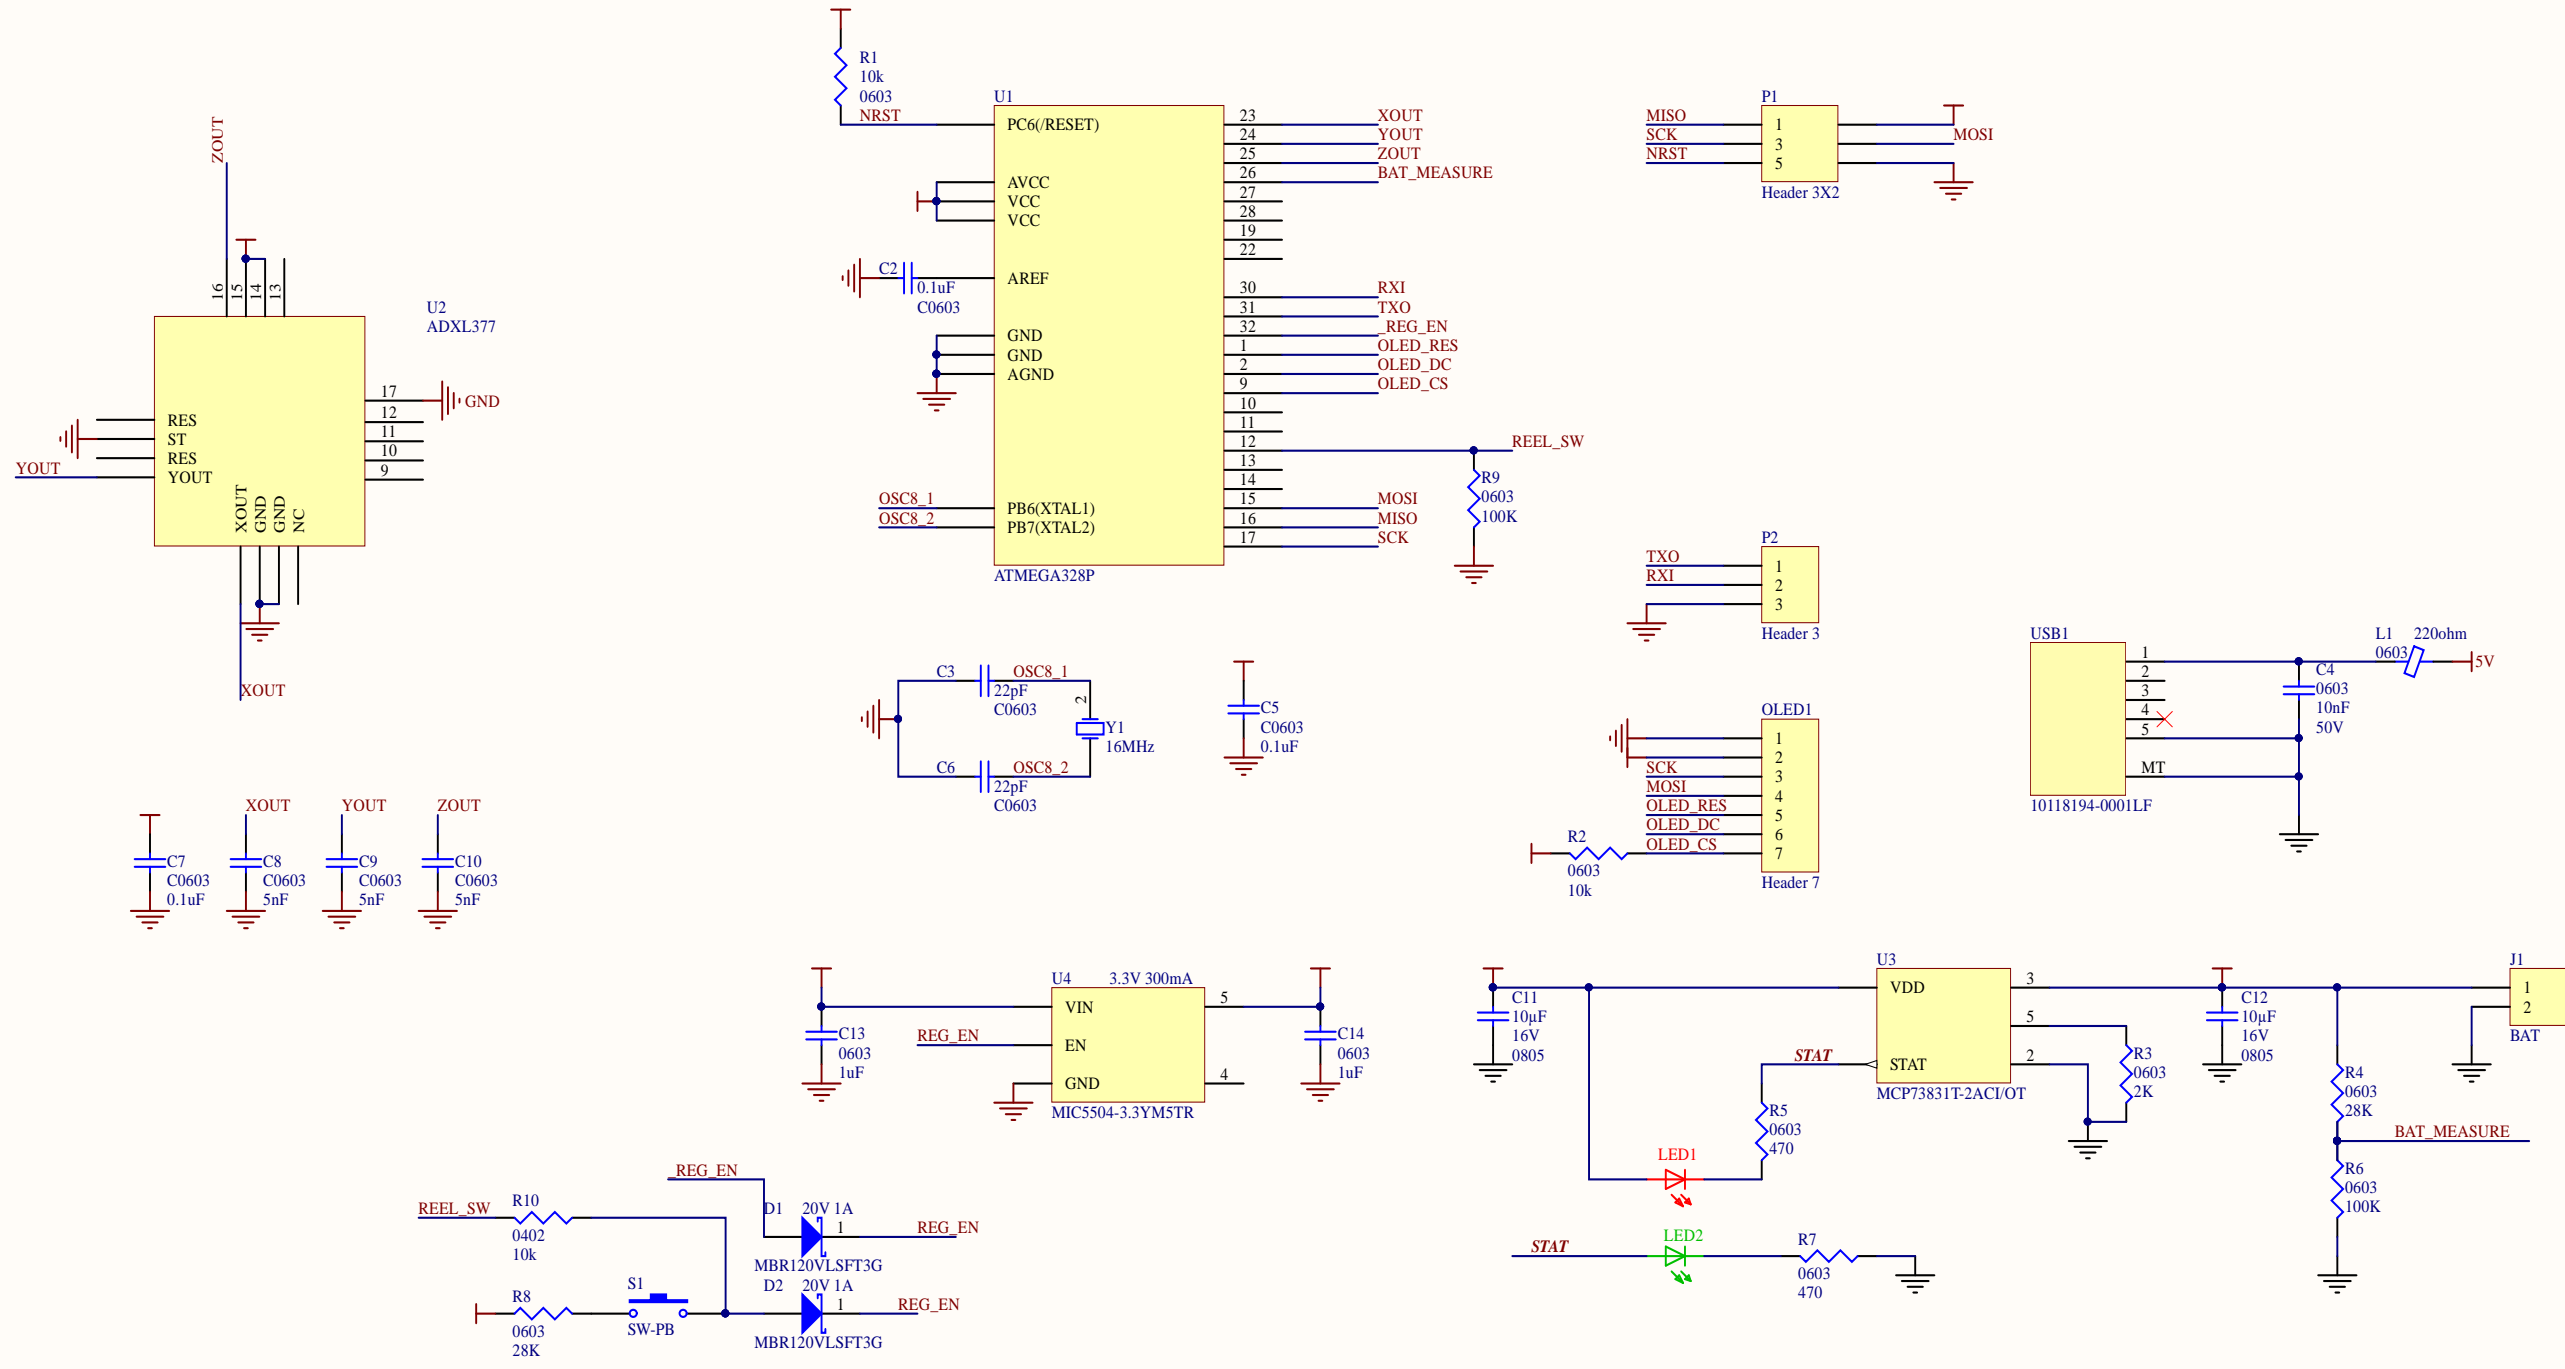 R1
10k
0603
NRST
U1
PC6(/RESET)
AVCC
VCC
VCC
AREF
GND
GND
AGND
PB6(XTAL1)
PB7(XTAL2)
ATMEGA328P
C2
0.1uF
C0603
OSC8_1
OSC8_2
23 XOUT
24 YOUT
25 ZOUT
26 BAT_MEASURE
27
28
19
22
30 RXI
31 TXO
32 _REG_EN
1 OLED_RES
2 OLED_DC
9 OLED_CS
10
11
12 REEL_SW
13
14
15 MOSI
16 MISO
17 SCK
R9
0603
100K
P1
MISO 1
SCK 3 MOSI
NRST 5
Header 3X2
ZOUT
16
15
14
13
U2
ADXL377
17 GND
12
11
10
9
RES
ST
RES
YOUT YOUT
XOUT
GND
GND
NC
XOUT
P2
TXO 1
RXI 2
3
Header 3
C3
OSC8_1
22pF
C0603
2
Y1
16MHz
C6
OSC8_2
22pF
C0603
C5
C0603
0.1uF
OLED1
1
2
SCK 3
MOSI 4
OLED_RES 5
OLED_DC 6
OLED_CS 7
Header 7
R2
0603
10k
USB1
1
2
3
4
5
MT
10118194-0001LF
L1 220ohm
0603
5V
C4
0603
10nF
50V
XOUT YOUT ZOUT
C7
C0603
0.1uF
C8
C0603
5nF
C9
C0603
5nF
C10
C0603
5nF
U4 3.3V 300mA
VIN 5
REG_EN EN
GND 4
MIC5504-3.3YM5TR
C13
0603
1uF
C14
0603
1uF
C11
10µF
16V
0805
U3
VDD 3
5
STAT STAT 2
MCP73831T-2ACI/OT
R3
0603
2K
C12
10µF
16V
0805
J1
1
2
BAT
R4
0603
28K
BAT_MEASURE
R6
0603
100K
R5
0603
470
LED1
STAT
LED2
R7
0603
470
_REG_EN
REEL_SW
R10
0402
10k
D1 20V 1A
1 REG_EN
MBR120VLSFT3G
R8
0603
28K
S1
SW-PB
D2 20V 1A
1 REG_EN
MBR120VLSFT3G